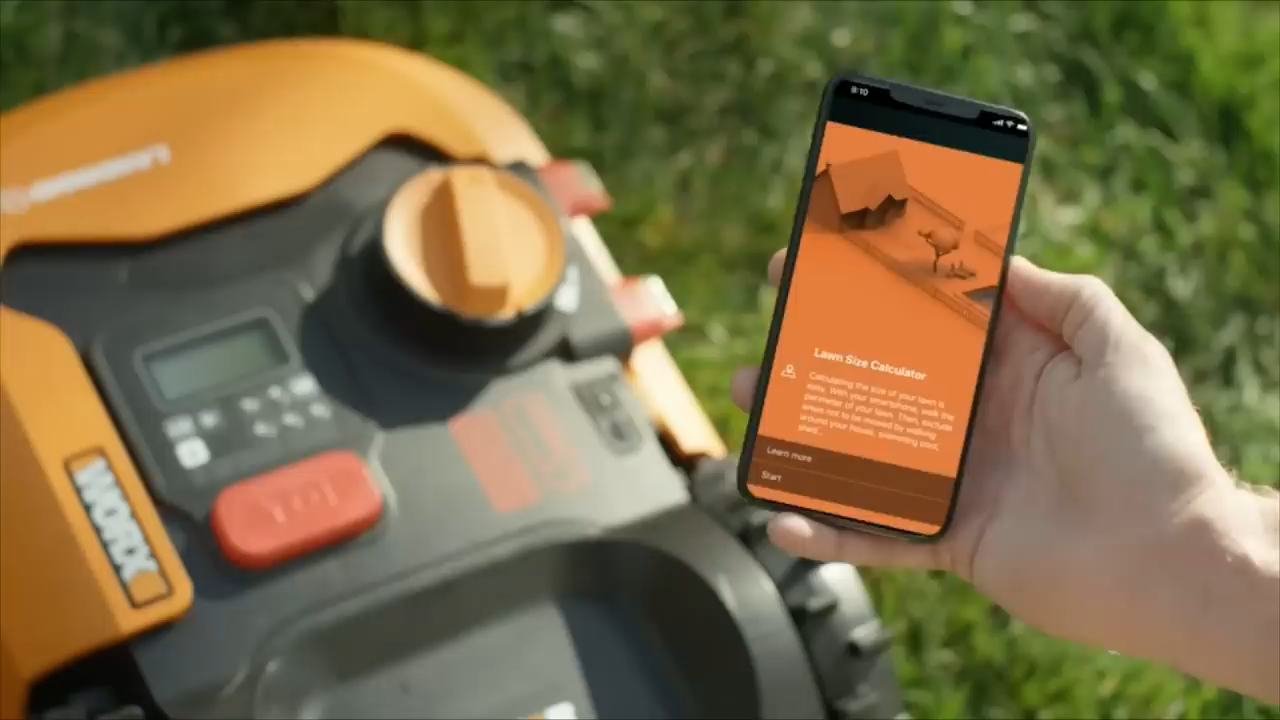 9:10
Lawn Size Calculator
Calculating the size of your lawn is
easy. With your smartphone, walk the
perimeter of your lawn. Then, exclude
areas not to be mowed by walking
around your house, swimming pool,
shed...
Learn more
Start
WORX